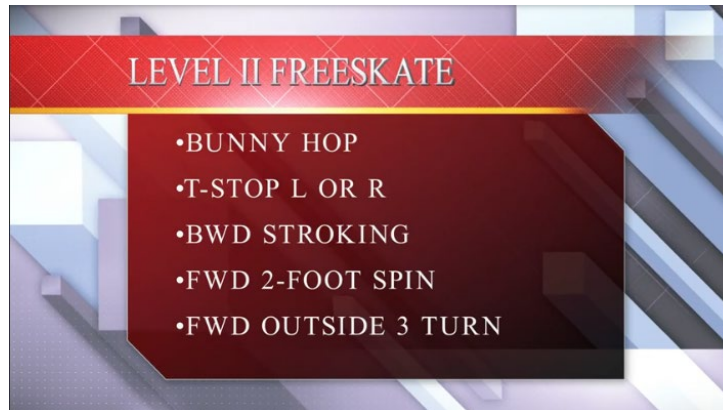 LEVEL II FREESKATE
•BUNNY HOP
•T-STOP L OR R
•BWD STROKING
•FWD 2-FOOT SPIN
•FWD OUTSIDE 3 TURN